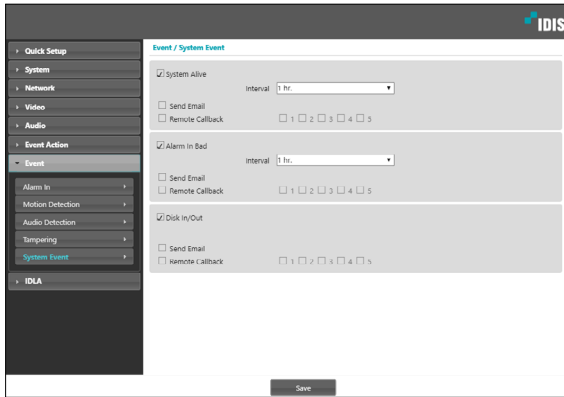 IDIS
Quick Setup
System
Network
Video
Audio
Event Action
Event
Alarm In
Motion Detection
Audio Detection
Tampering
System Event
IDLA
Event / System Event
System Alive
Interval 1 hr.
Send Email
Remote Callback 1 2 3 4 5
Alarm In Bad
Interval 1 hr.
Send Email
Remote Callback 1 2 3 4 5
Disk In/Out
Send Email
Remote Callback 1 2 3 4 5
Save